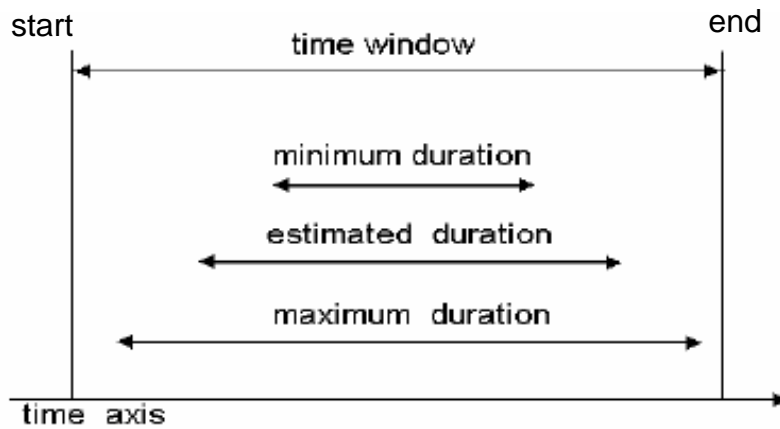 start
end
time window
minimum duration
estimated duration
maximum duration
time axis